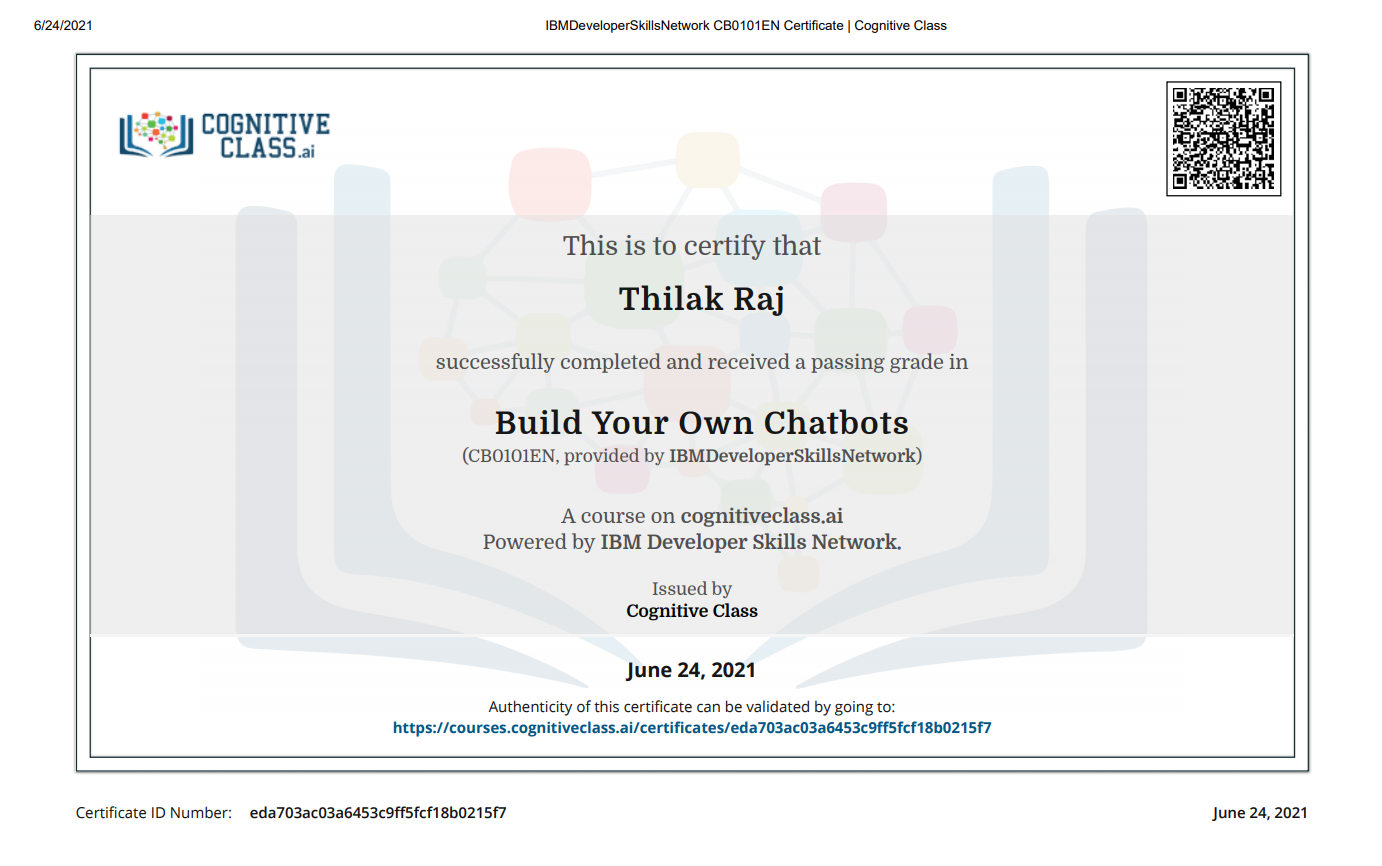 6/24/2021
IBMDeveloperSkillsNetwork CB0101EN Certificate | Cognitive Class
COGNITIVE
CLASS.ai
This is to certify that
Thilak Raj
successfully completed and received a passing grade in
Build Your Own Chatbots
(CB0101EN, provided by IBMDeveloperSkillsNetwork)
A course on cognitiveclass.ai
Powered by IBM Developer Skills Network.
Issued by
Cognitive Class
June 24, 2021
Authenticity of this certificate can be validated by going to:
https://courses.cognitiveclass.ai/certificates/eda703ac03a6453c9ff5fcf18b0215f7
Certificate ID Number: eda703ac03a6453c9ff5fcf18b0215f7
June 24, 2021